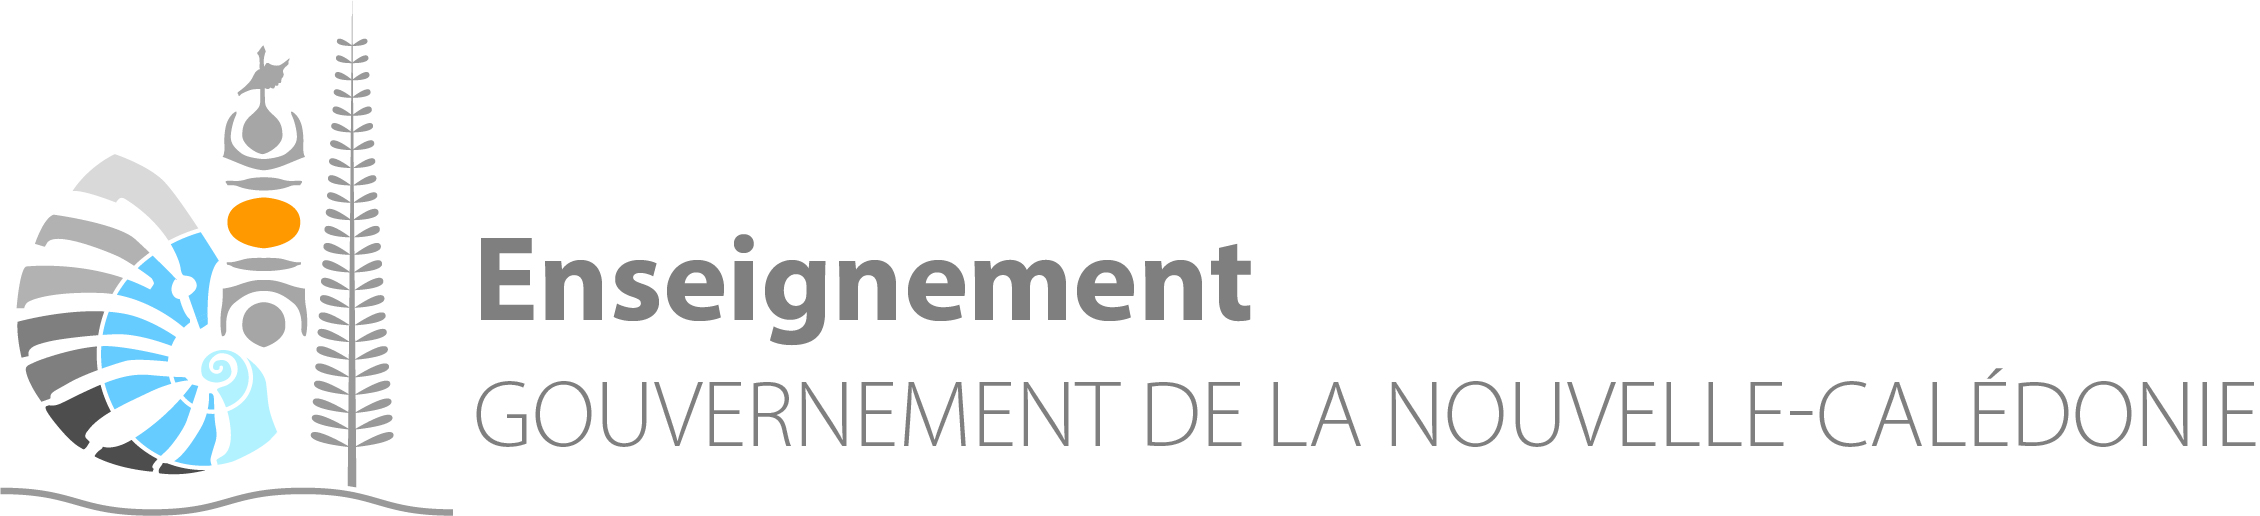 Enseignement
GOUVERNEMENT DE LA NOUVELLE-CALÉDONIE